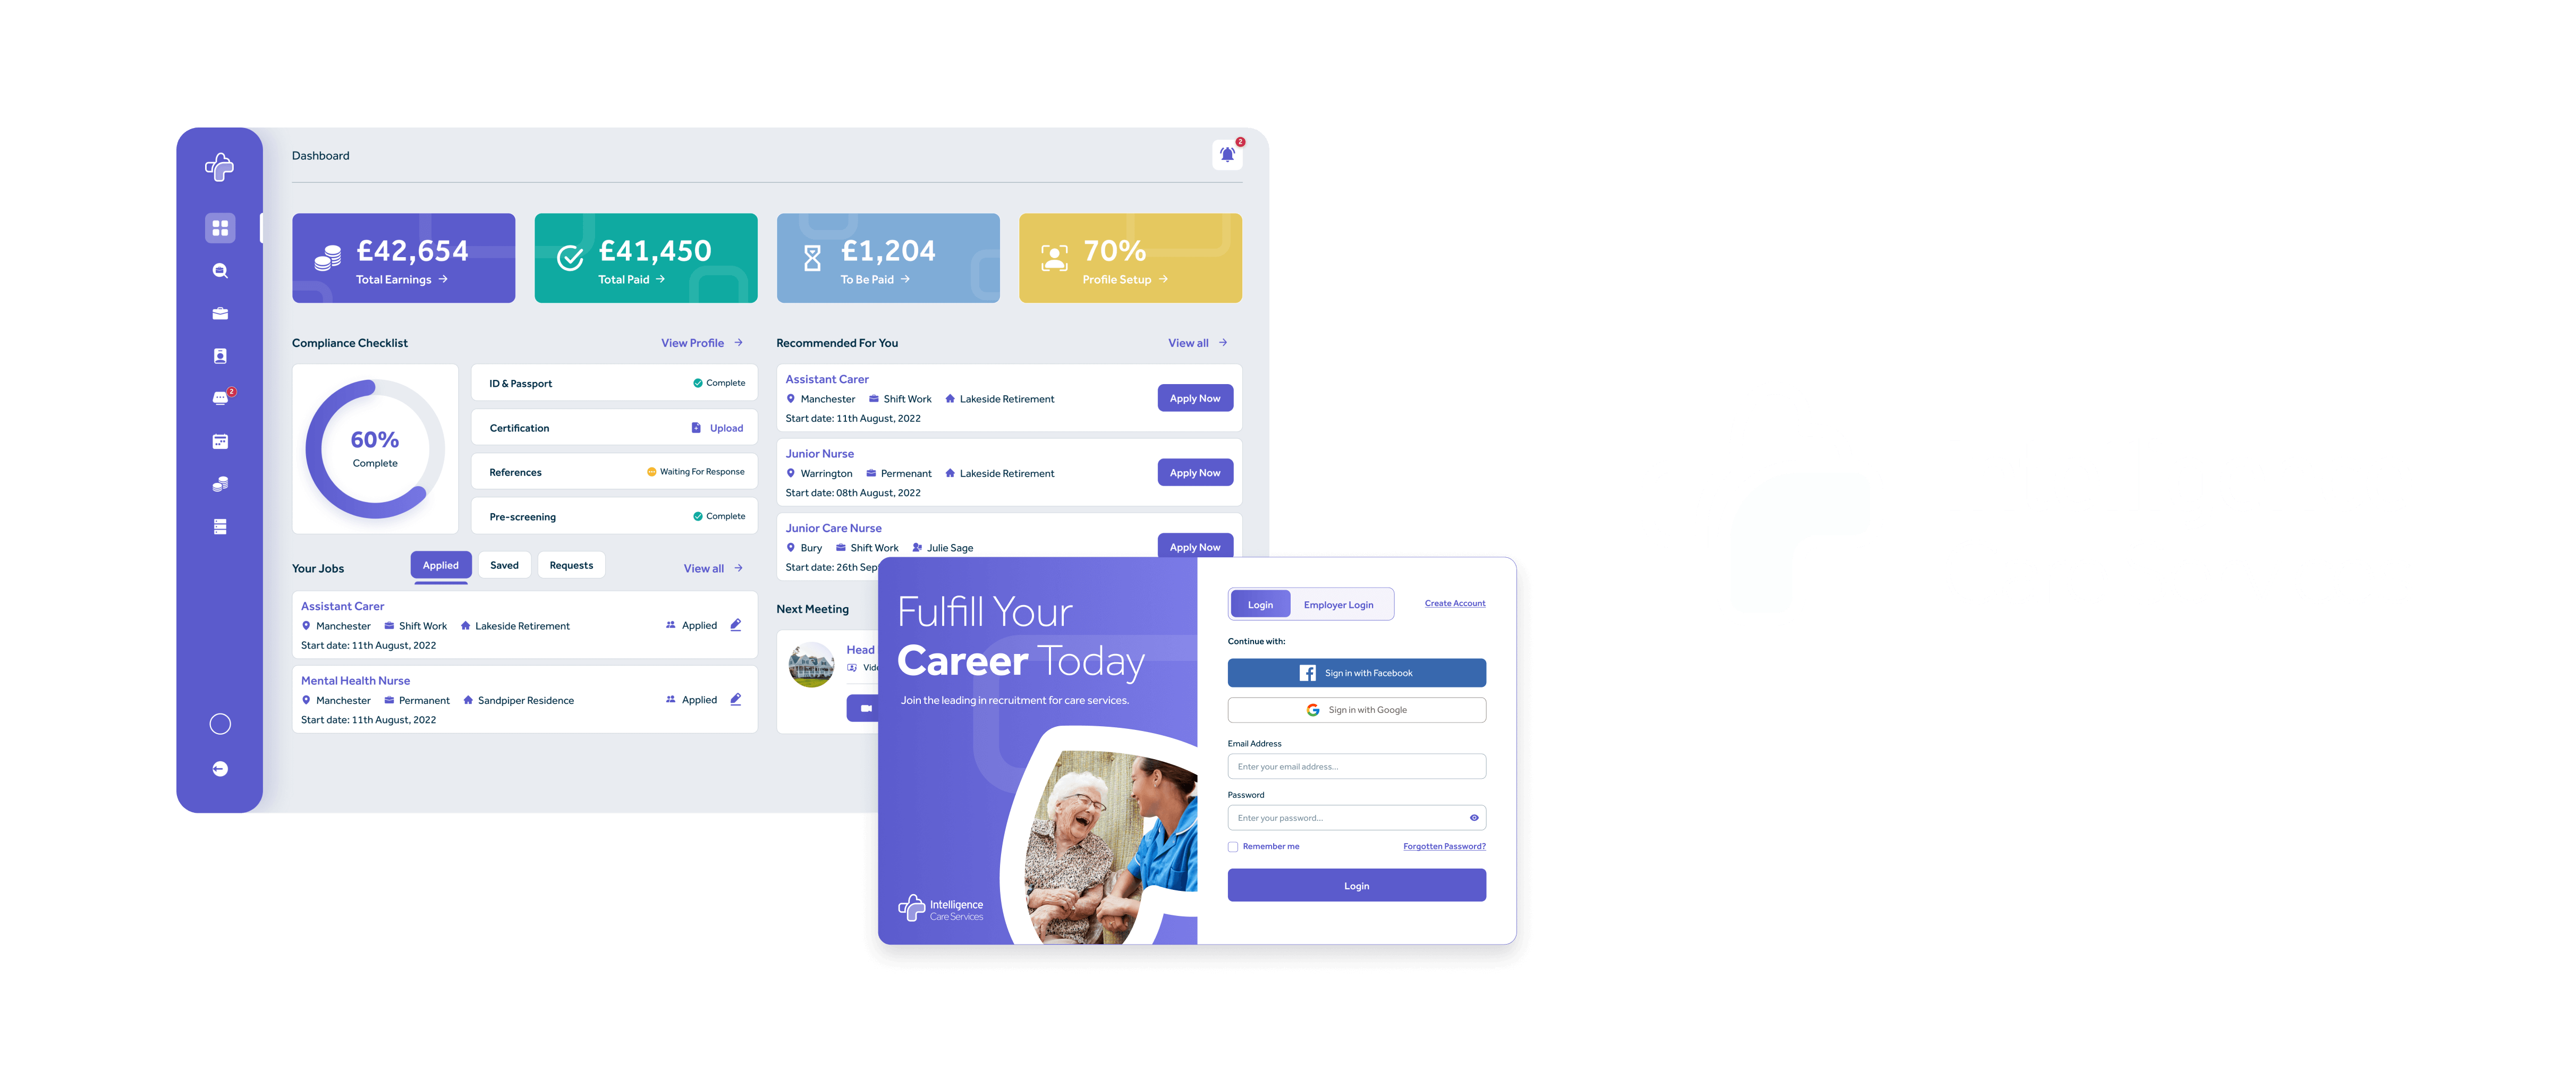 Dashboard
2
£42,654
Total Earnings
£41,450
Total Paid
£1,204
To Be Paid
70%
Profile Setup
2
Compliance Checklist
View Profile
60%
Complete
ID & Passport
Complete
Certification
Upload
References
Waiting For Response
Pre-screening
Complete
Recommended For You
View all
Assistant Carer
Manchester Shift Work Lakeside Retirement
Start date: 11th August, 2022
Apply Now
Junior Nurse
Warrington Permenant Lakeside Retirement
Start date: 08th August, 2022
Apply Now
Junior Care Nurse
Bury Shift Work Julie Sage
Start date: 26th Sep
Apply Now
Your Jobs
Applied
Saved
Requests
View all
Assistant Carer
Manchester Shift Work Lakeside Retirement
Start date: 11th August, 2022
Applied
Mental Health Nurse
Manchester Permanent Sandpiper Residence
Start date: 11th August, 2022
Applied
Next Meeting
Head
Fulfill Your
Career Today
Join the leading in recruitment for care services.
Intelligence
Care Services
Login
Employer Login
Create Account
Continue with:
Sign in with Facebook
Sign in with Google
Email Address
Enter your email address...
Password
Enter your password...
Remember me
Forgotten Password?
Login